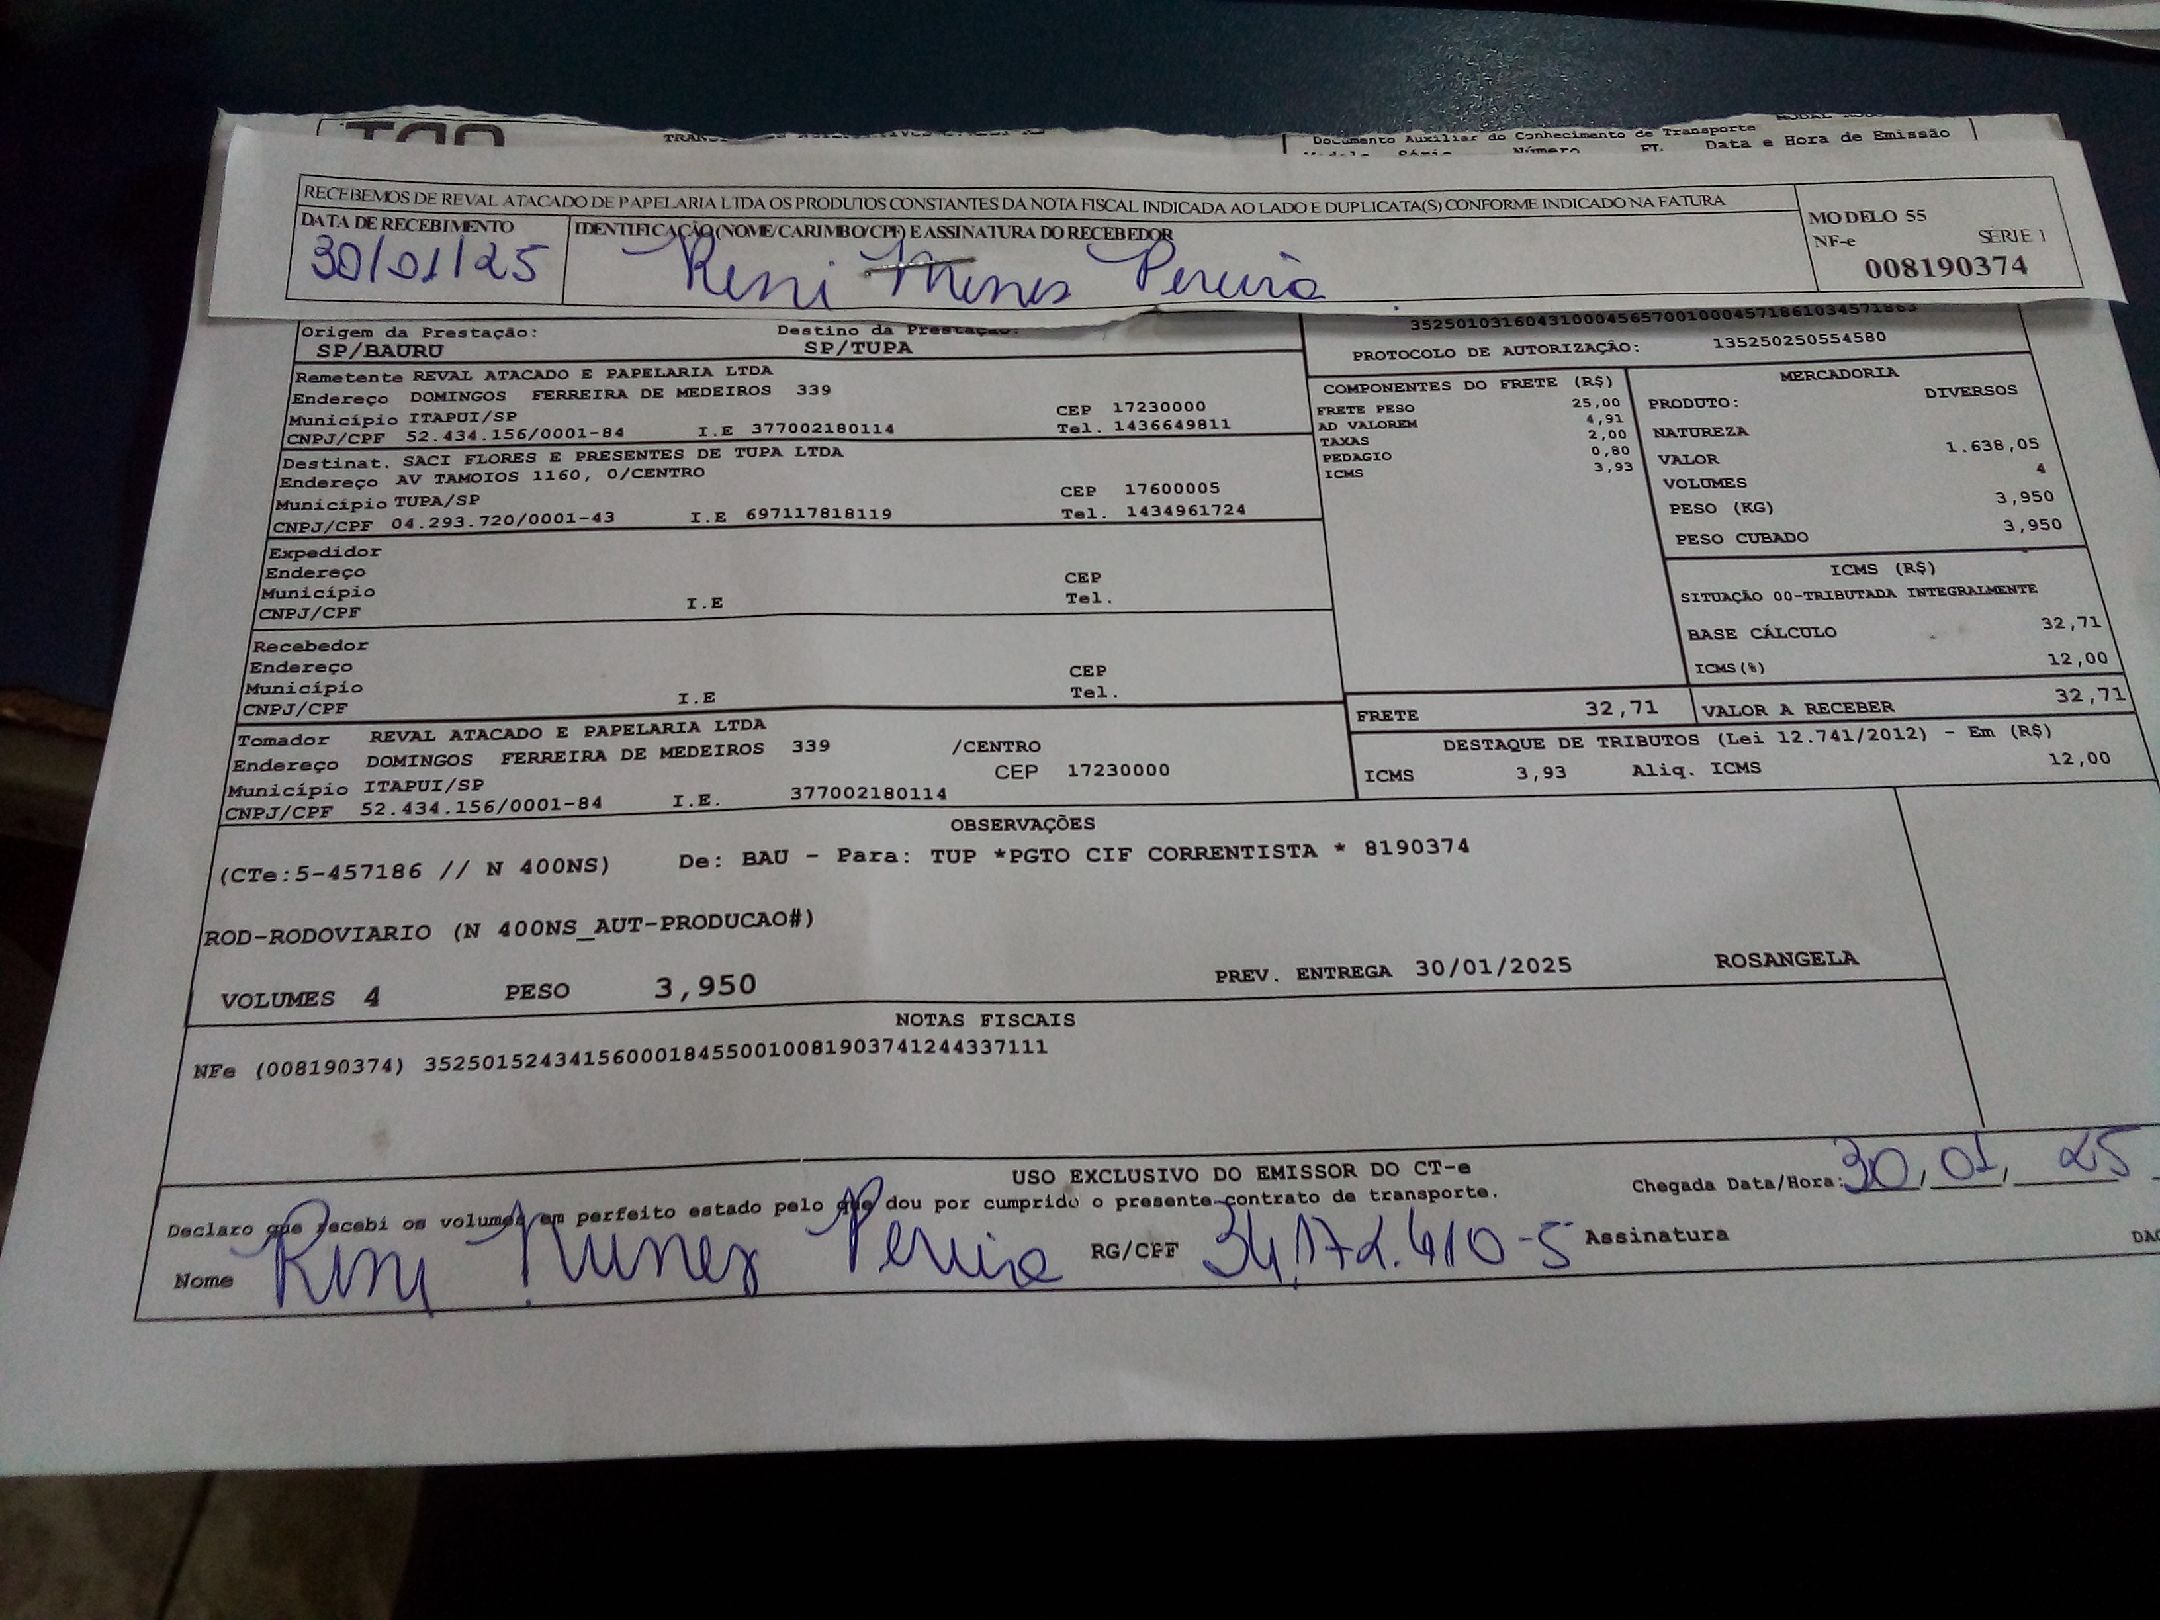 Documento Auxiliar do Conhecimento de Transporte
Data e Hora de Emissão
RECEBEMOS DE REVAL ATACADO DE PAPELARIA LTDA OS PRODUTOS CONSTANTES DA NOTA FISCAL INDICADA AO LADO E DUPLICATA(S) CONFORME INDICADO NA FATURA
DATA DE RECEBIMENTO IDENTIFICAÇÃO (NOME/CARIMBO/CPF) E ASSINATURA DO RECEBEDOR
30/01/25 Reni Pereira
MODELO 55
NF-e SÉRIE 1
008190374
Origem da Prestação: Destino da Prestação:
SP/BAURU SP/TUPA
PROTOCOLO DE AUTORIZAÇÃO: 135250250554580
Remetente REVAL ATACADO E PAPELARIA LTDA
Endereço DOMINGOS FERREIRA DE MEDEIROS 339
Município ITAPUI/SP CEP 17230000
CNPJ/CPF 52.434.156/0001-84 I.E 377002180114 Tel. 1436649811
Destinat. SACI FLORES E PRESENTES DE TUPA LTDA
Endereço AV TAMOIOS 1160, 0/CENTRO
Município TUPA/SP CEP 17600005
CNPJ/CPF 04.293.720/0001-43 I.E 697117818119 Tel. 1434961724
Expedidor
Endereço
Município CEP
CNPJ/CPF I.E Tel.
Recebedor
Endereço
Município CEP
CNPJ/CPF I.E Tel.
Tomador REVAL ATACADO E PAPELARIA LTDA
Endereço DOMINGOS FERREIRA DE MEDEIROS 339 /CENTRO
Município ITAPUI/SP CEP 17230000
CNPJ/CPF 52.434.156/0001-84 I.E. 377002180114
COMPONENTES DO FRETE (R$)
FRETE PESO 25,00
AD VALOREM 4,91
TAXAS 2,00
PEDAGIO 0,80
ICMS 3,93
MERCADORIA
PRODUTO: DIVERSOS
NATUREZA
VALOR 1.638,05
VOLUMES 4
PESO (KG) 3,950
PESO CUBADO 3,950
ICMS (R$)
SITUAÇÃO 00-TRIBUTADA INTEGRALMENTE
BASE CÁLCULO 32,71
ICMS(%) 12,00
FRETE 32,71 VALOR A RECEBER 32,71
DESTAQUE DE TRIBUTOS (Lei 12.741/2012) - Em (R$)
ICMS 3,93 Aliq. ICMS 12,00
OBSERVAÇÕES
(CTe:5-457186 // N 400NS) De: BAU - Para: TUP *PGTO CIF CORRENTISTA * 8190374
ROD-RODOVIARIO (N 400NS_AUT-PRODUCAO#)
VOLUMES 4 PESO 3,950 PREV. ENTREGA 30/01/2025 ROSANGELA
NOTAS FISCAIS
NFe (008190374) 35250152434156000184550010081903741244337111
USO EXCLUSIVO DO EMISSOR DO CT-e
Declaro que recebi os volumes em perfeito estado pelo que dou por cumprido o presente contrato de transporte. Chegada Data/Hora: 30, 01, 25
Nome Reni Nunes Pereira RG/CPF 34.172.410-5 Assinatura